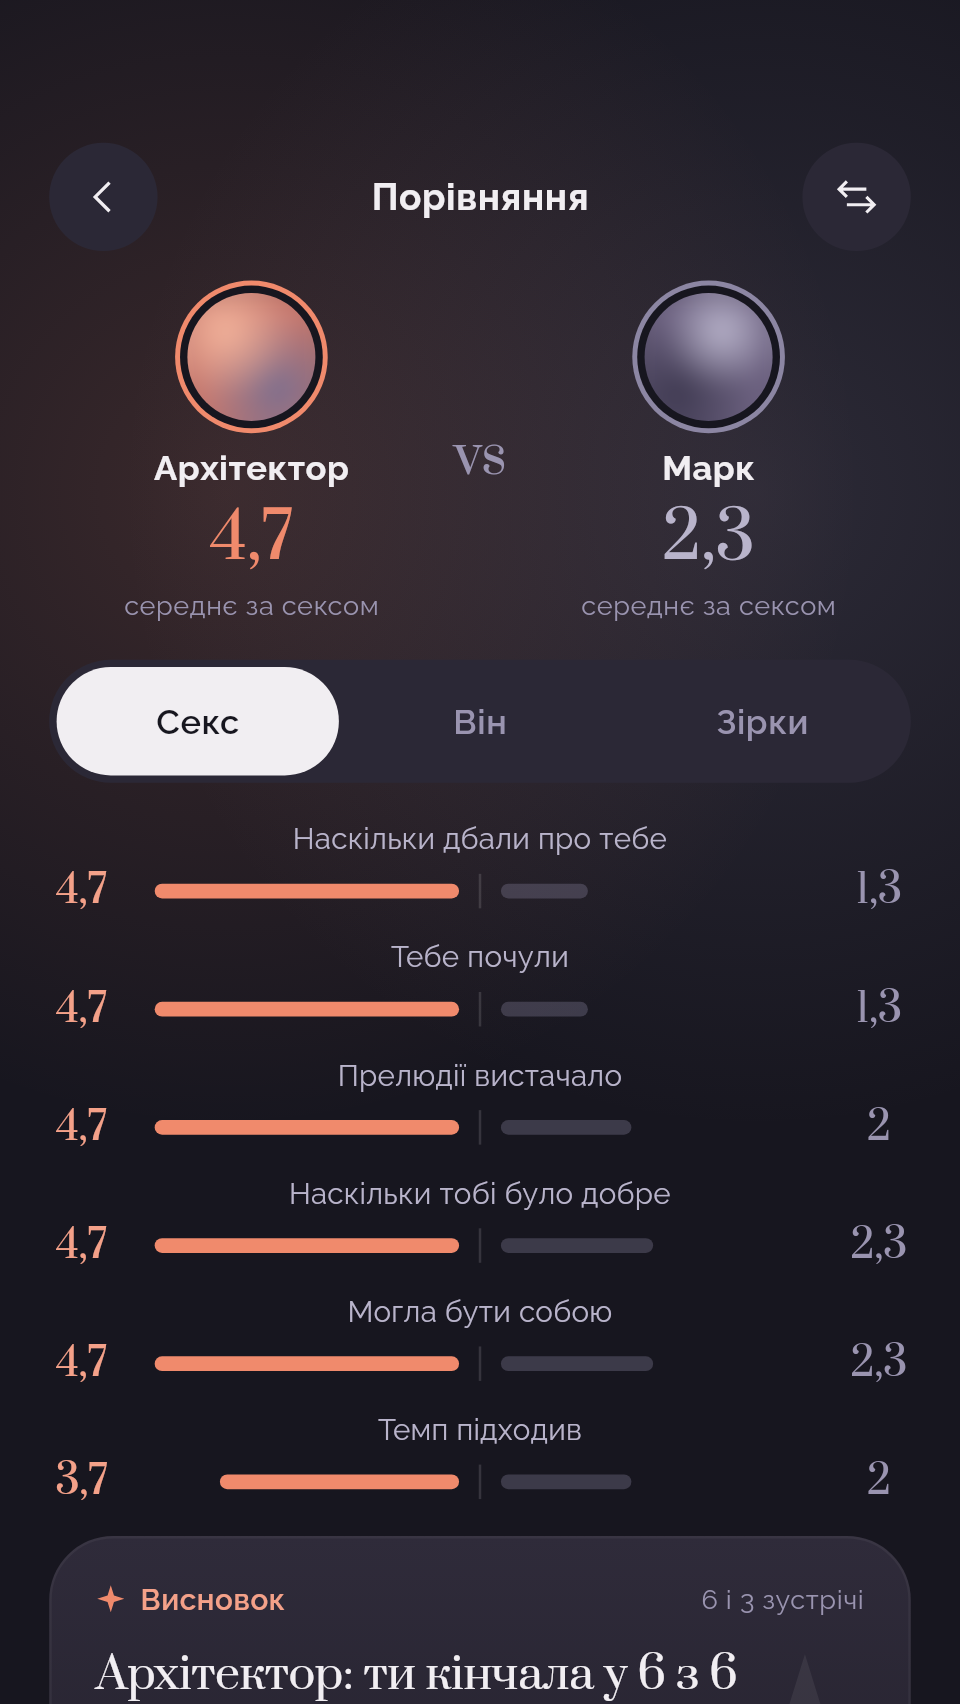 Порівняння
Архітектор
vs
Марк
4,7
2,3
середнє за сексом
середнє за сексом
Секс
Він
Зірки
Наскільки дбали про тебе
4,7
1,3
Тебе почули
4,7
1,3
Прелюдії вистачало
4,7
2
Наскільки тобі було добре
4,7
2,3
Могла бути собою
4,7
2,3
Темп підходив
3,7
2
Висновок
6 і 3 зустрічі
Архітектор: ти кінчала у 6 з 6